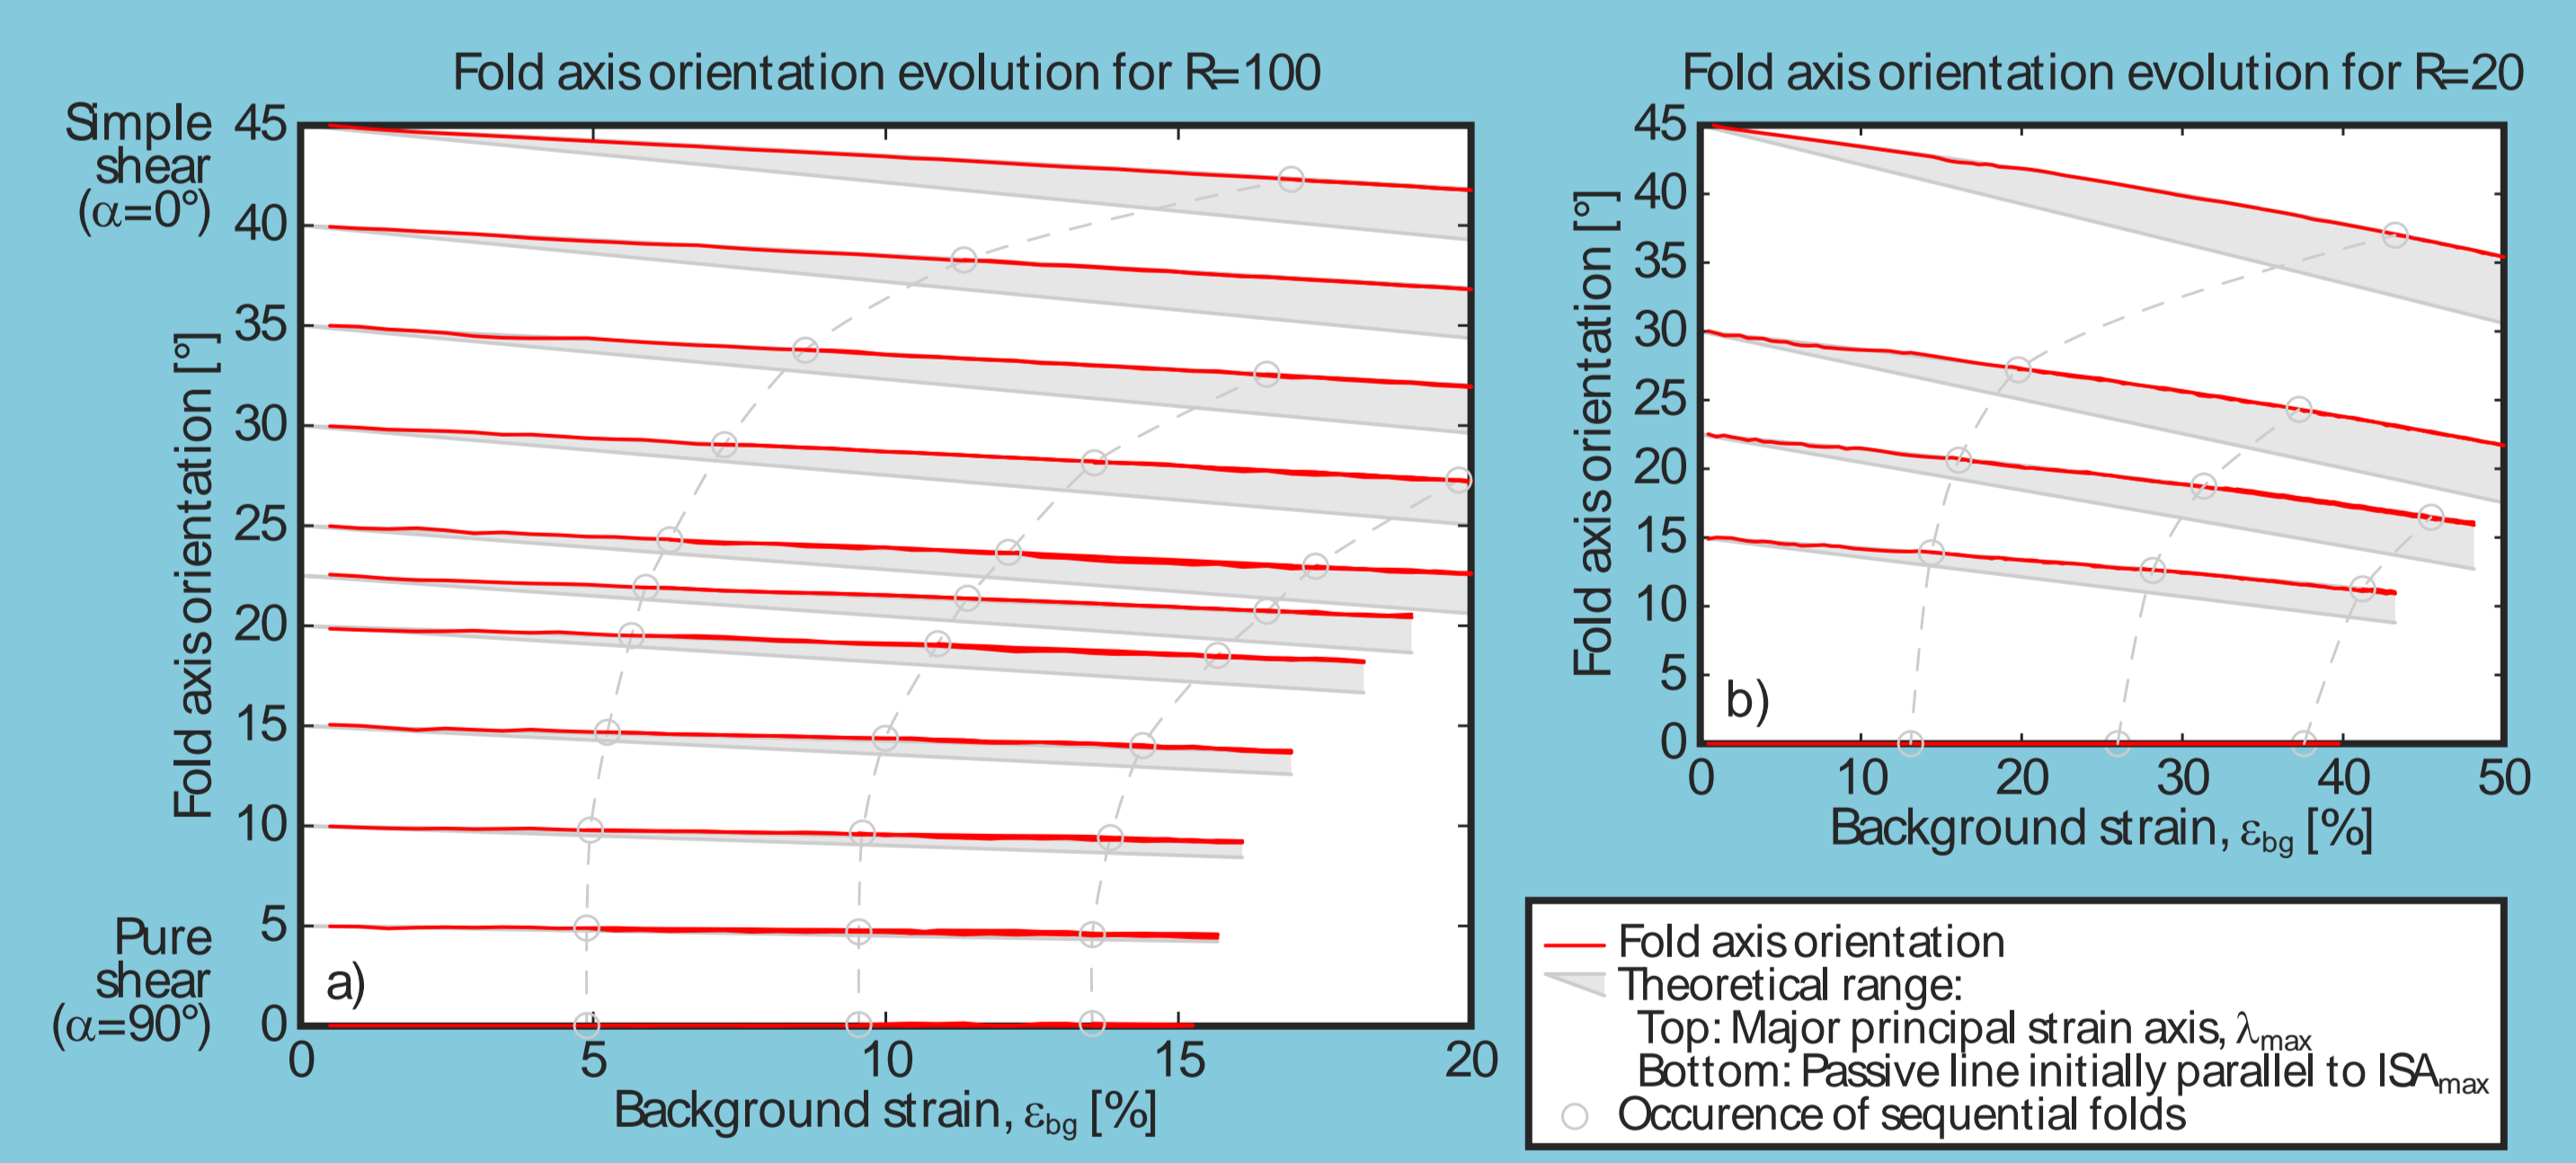 Fold axis orientation evolution for R=100
Simple
shear
(α=0°)
45
40
35
30
25
20
15
10
5
0
Fold axis orientation [°]
Pure
shear
(α=90°)
a)
0 5 10 15 20
Background strain, εbg [%]
Fold axis orientation evolution for R=20
45
40
35
30
25
20
15
10
5
0
Fold axis orientation [°]
b)
0 10 20 30 40 50
Background strain, εbg [%]
Fold axis orientation
Theoretical range:
Top: Major principal strain axis, λmax
Bottom: Passive line initially parallel to ISAmax
Occurence of sequential folds